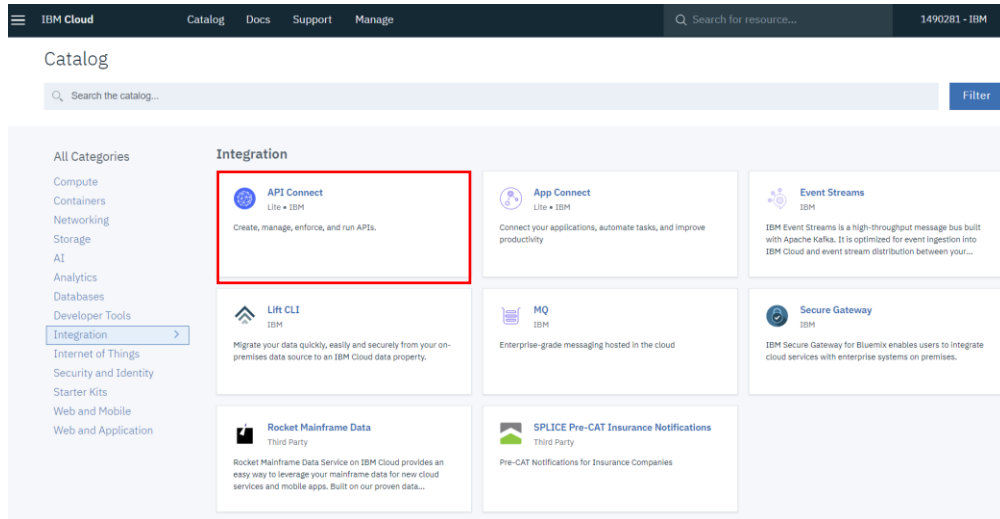 IBM Cloud
Catalog Docs Support Manage
Search for resource...
1490281 - IBM
Catalog
Search the catalog...
Filter
All Categories
Compute
Containers
Networking
Storage
AI
Analytics
Databases
Developer Tools
Integration
Internet of Things
Security and Identity
Starter Kits
Web and Mobile
Web and Application
Integration
API Connect
Lite • IBM
Create, manage, enforce, and run APIs.
App Connect
Lite • IBM
Connect your applications, automate tasks, and improve
productivity
Event Streams
IBM
IBM Event Streams is a high-throughput message bus built
with Apache Kafka. It is optimized for event ingestion into
IBM Cloud and event stream distribution between your...
Lift CLI
IBM
Migrate your data quickly, easily and securely from your on-
premises data source to an IBM Cloud data property.
MQ
IBM
Enterprise-grade messaging hosted in the cloud
Secure Gateway
IBM
IBM Secure Gateway for Bluemix enables users to integrate
cloud services with enterprise systems on premises.
Rocket Mainframe Data
Third Party
Rocket Mainframe Data Service on IBM Cloud provides an
easy way to leverage your mainframe data for new cloud
services and mobile apps. Built on our proven data...
SPLICE Pre-CAT Insurance Notifications
Third Party
Pre-CAT Notifications for Insurance Companies